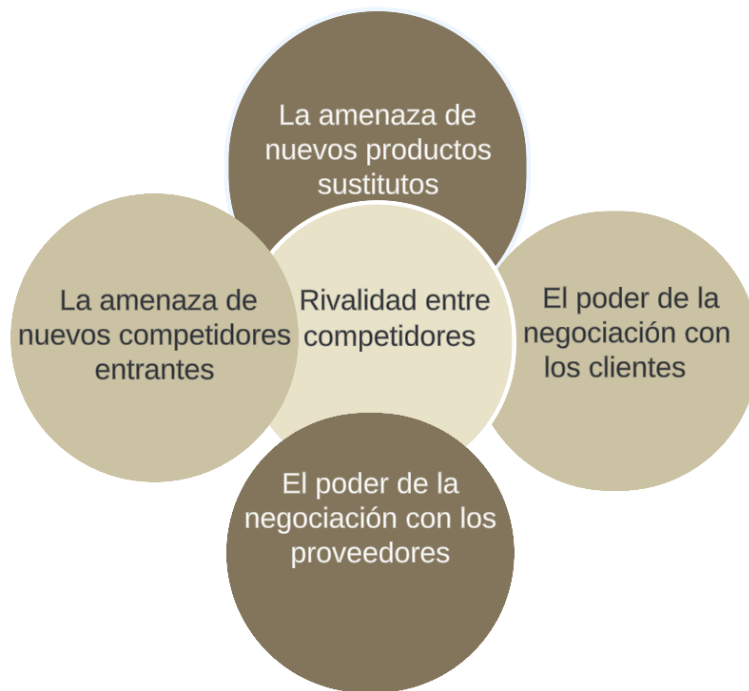 La amenaza de
nuevos productos
sustitutos
La amenaza de
nuevos competidores
entrantes
Rivalidad entre
competidores
El poder de la
negociación con
los clientes
El poder de la
negociación con los
proveedores